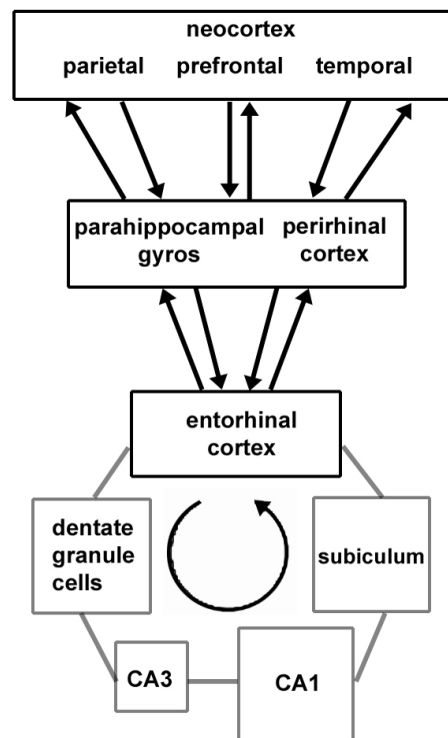 neocortex
parietal prefrontal temporal
parahippocampal
gyros
perirhinal
cortex
entorhinal
cortex
dentate
granule
cells
subiculum
CA3
CA1